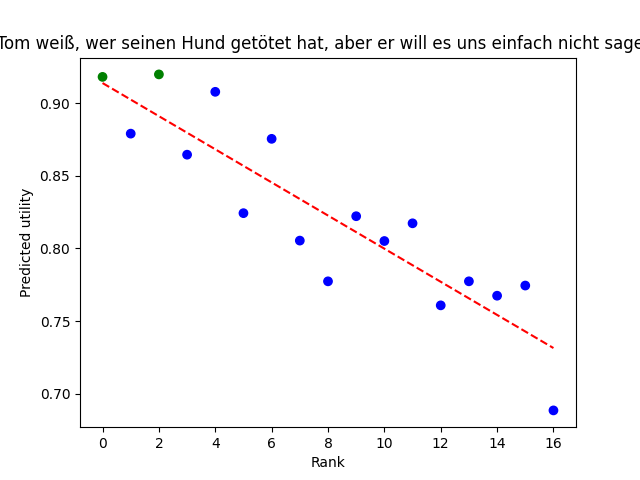 Tom weiß, wer seinen Hund getötet hat, aber er will es uns einfach nicht sage
0.90
0.85
0.80
0.75
0.70
Predicted utility
0 2 4 6 8 10 12 14 16
Rank